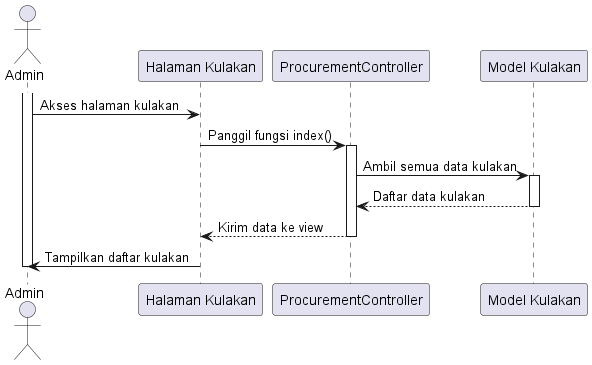 Admin
Halaman Kulakan
ProcurementController
Model Kulakan
Akses halaman kulakan
Panggil fungsi index()
Ambil semua data kulakan
Daftar data kulakan
Kirim data ke view
Tampilkan daftar kulakan
Admin
Halaman Kulakan
ProcurementController
Model Kulakan